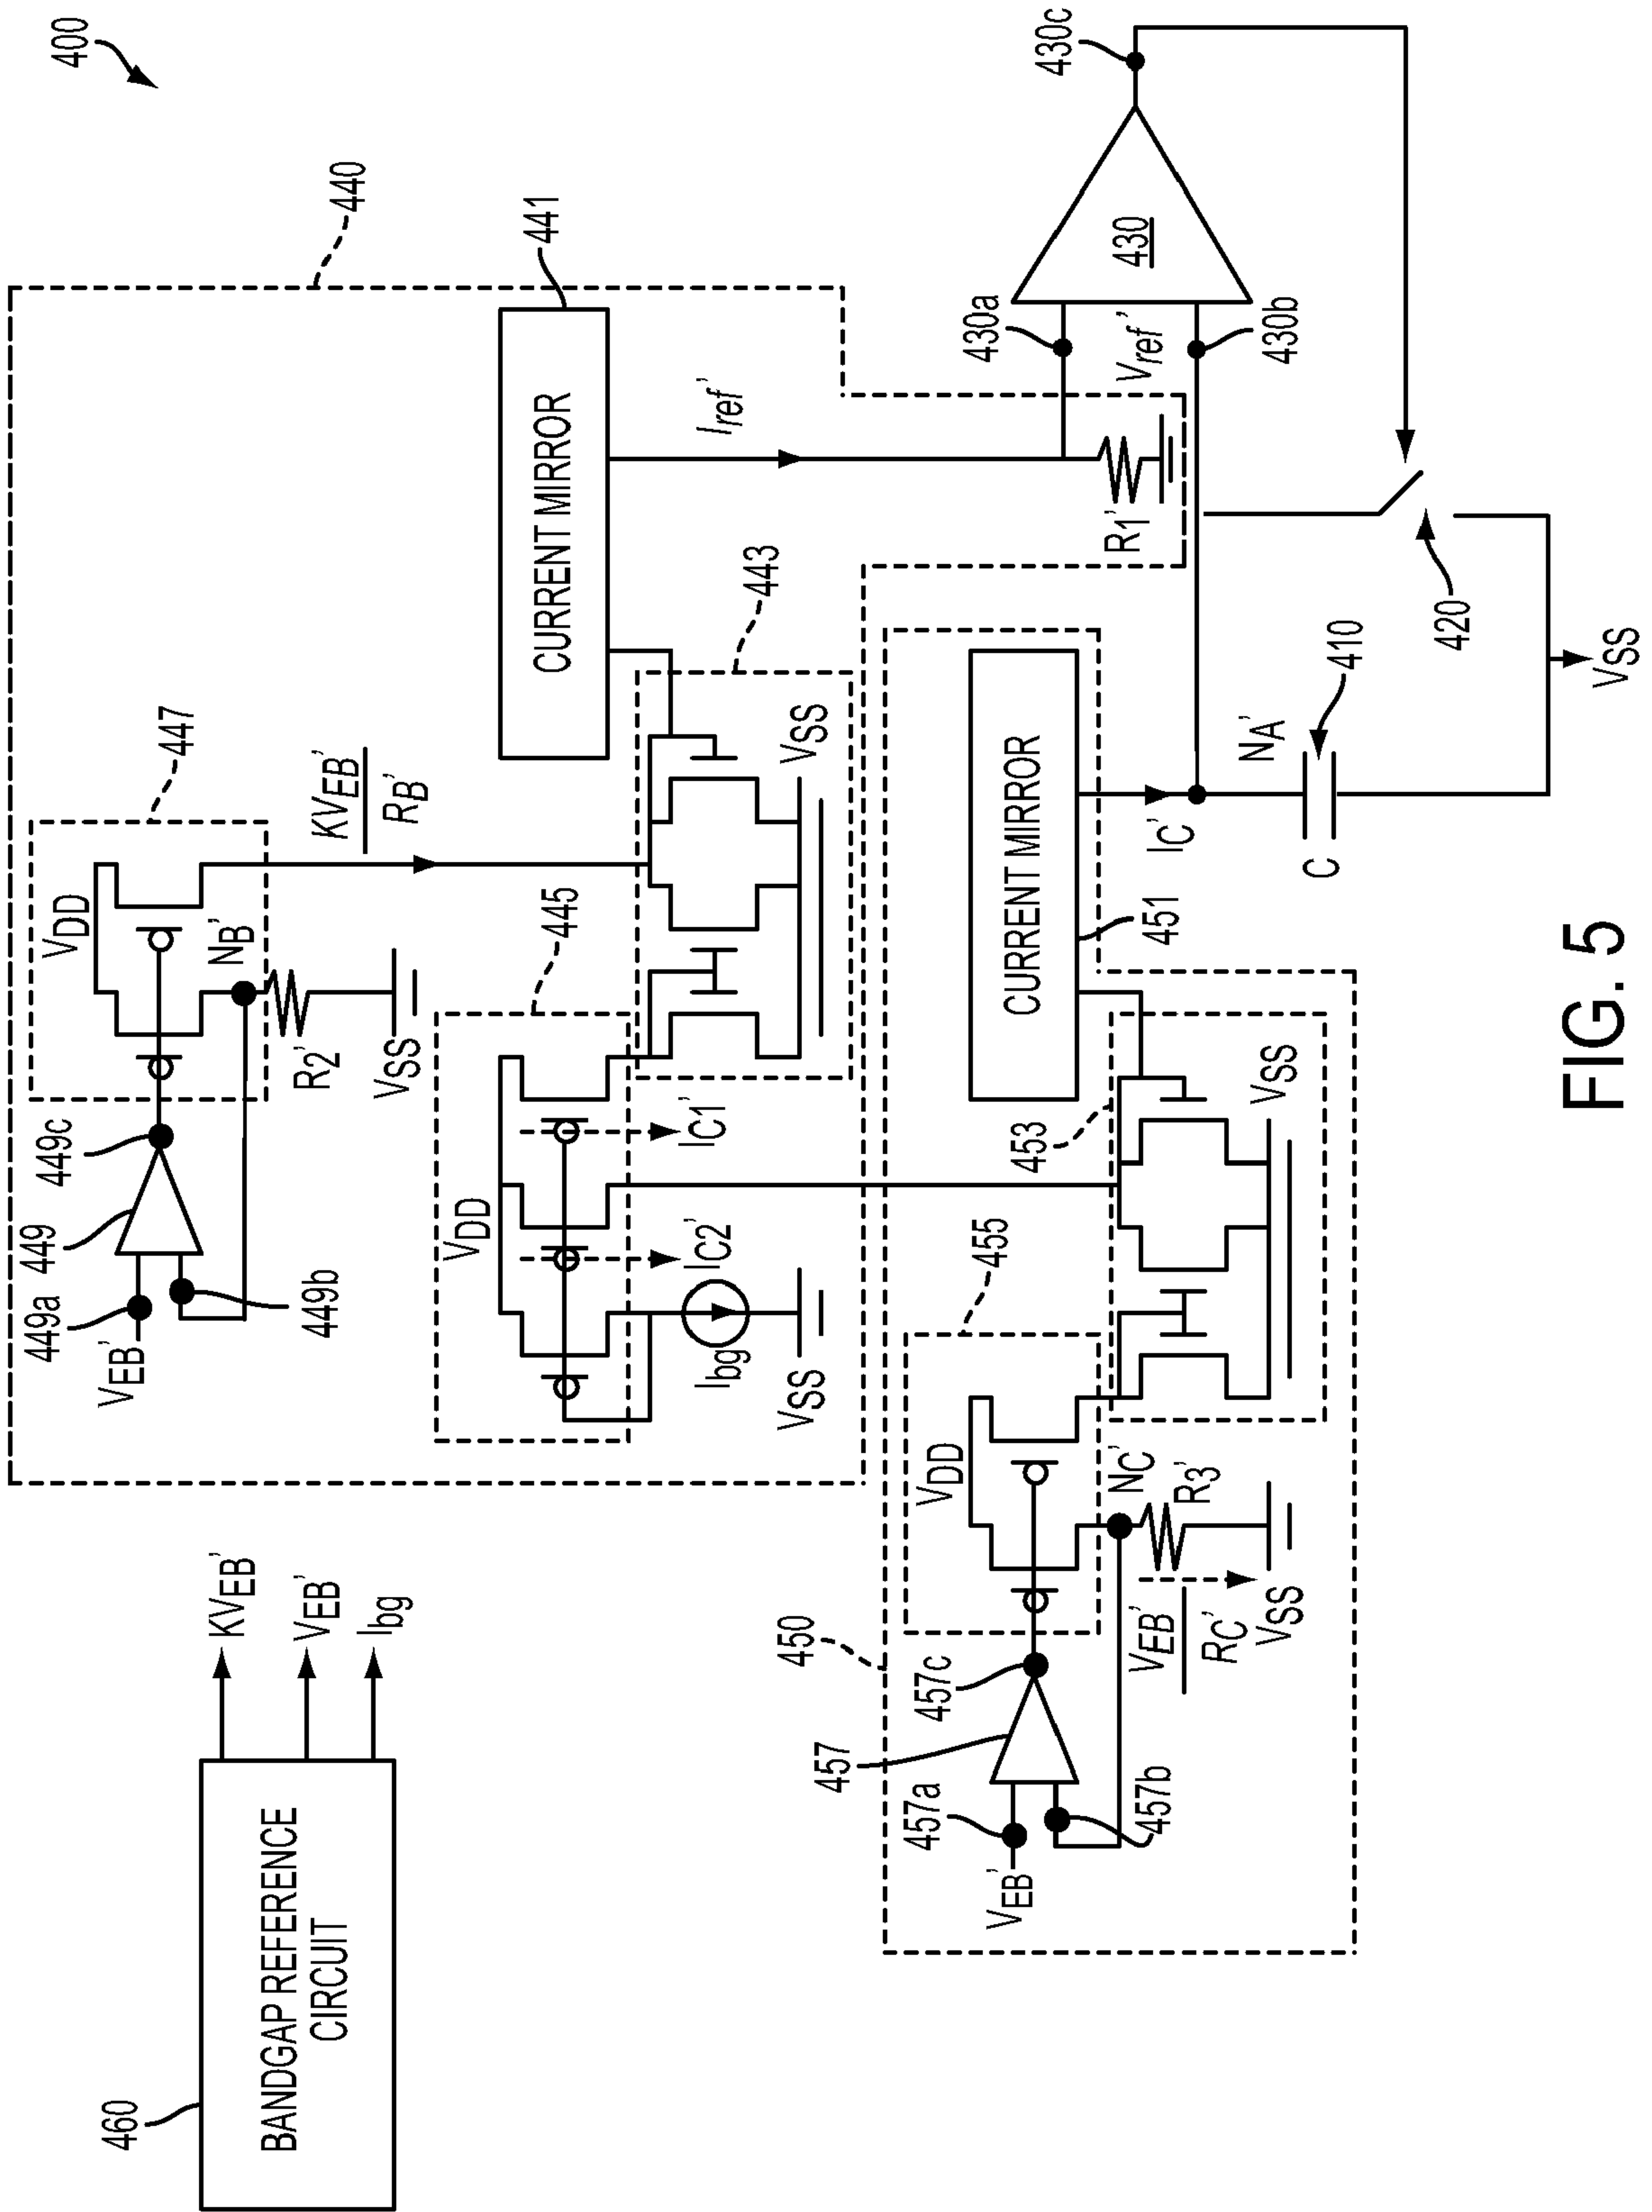 400
460
BANDGAP REFERENCE
CIRCUIT
KVEB'
VEB'
Ibg
440
449a
VEB'
449
449b
449c
447
VDD
NB'
R2'
VSS
KVEB'
RB'
445
VDD
IC1'
IC2'
Ibg
VSS
443
VSS
441
CURRENT MIRROR
Iref'
R1'
430a
Vref'
430b
430
430c
450
457a
VEB'
457
457b
457c
455
VDD
NC'
R3'
VEB'
RC'
VSS
453
VSS
451
CURRENT MIRROR
IC'
NA'
C
410
420
VSS
FIG. 5